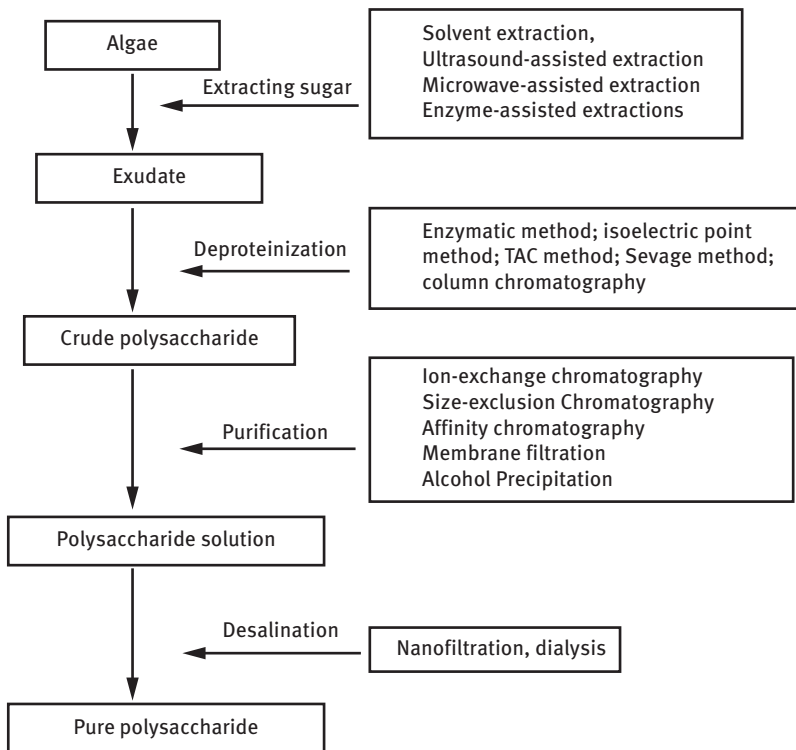 Algae
Solvent extraction,
Ultrasound-assisted extraction
Microwave-assisted extraction
Enzyme-assisted extractions
Extracting sugar
Exudate
Enzymatic method; isoelectric point
method; TAC method; Sevage method;
column chromatography
Deproteinization
Crude polysaccharide
Ion-exchange chromatography
Size-exclusion Chromatography
Affinity chromatography
Membrane filtration
Alcohol Precipitation
Purification
Polysaccharide solution
Desalination
Nanofiltration, dialysis
Pure polysaccharide